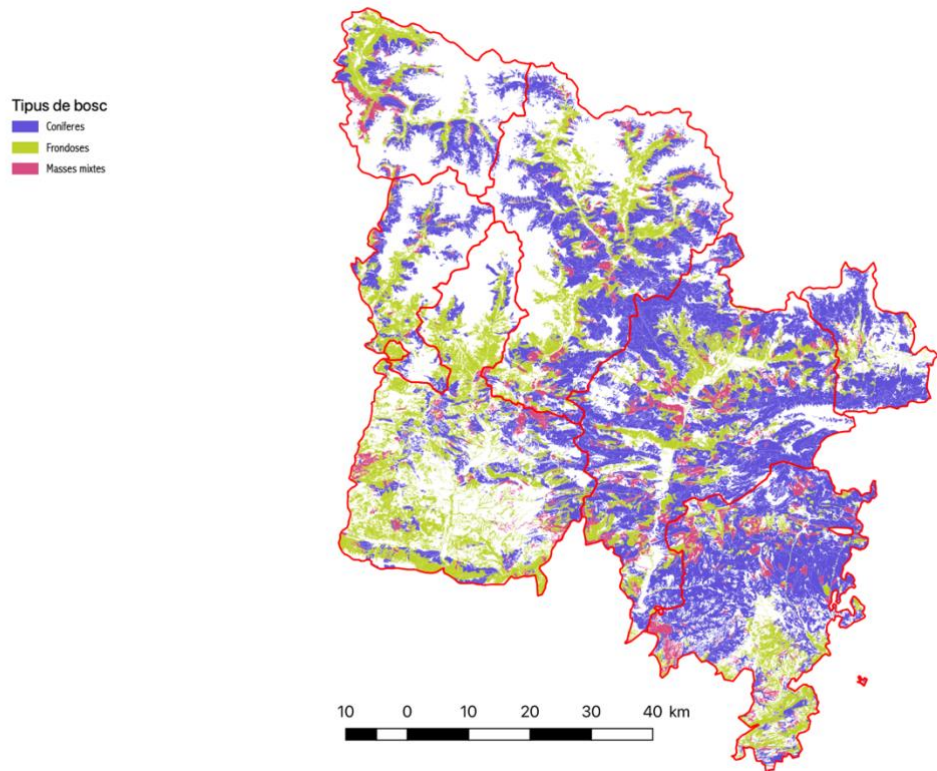 Tipus de bosc
Coníferes
Frondoses
Masses mixtes
10 0 10 20 30 40 km